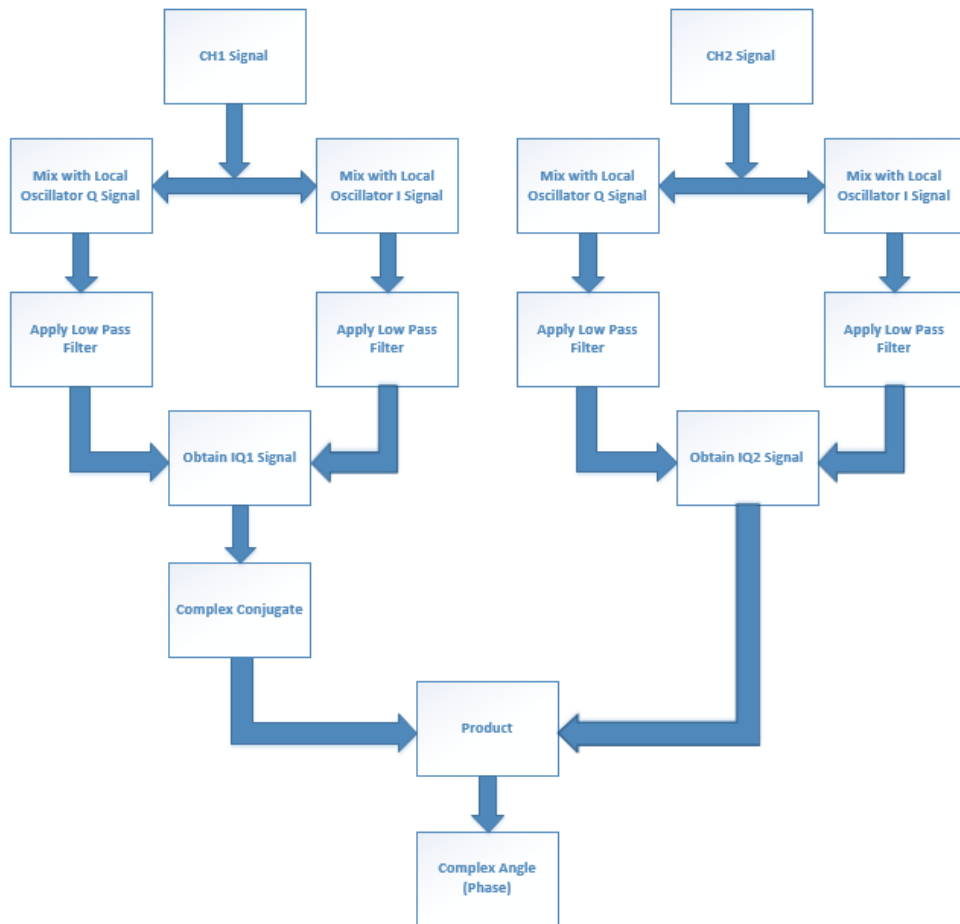 CH1 Signal
CH2 Signal
Mix with Local
Oscillator Q Signal
Mix with Local
Oscillator I Signal
Mix with Local
Oscillator Q Signal
Mix with Local
Oscillator I Signal
Apply Low Pass
Filter
Apply Low Pass
Filter
Apply Low Pass
Filter
Apply Low Pass
Filter
Obtain IQ1 Signal
Obtain IQ2 Signal
Complex Conjugate
Product
Complex Angle
(Phase)